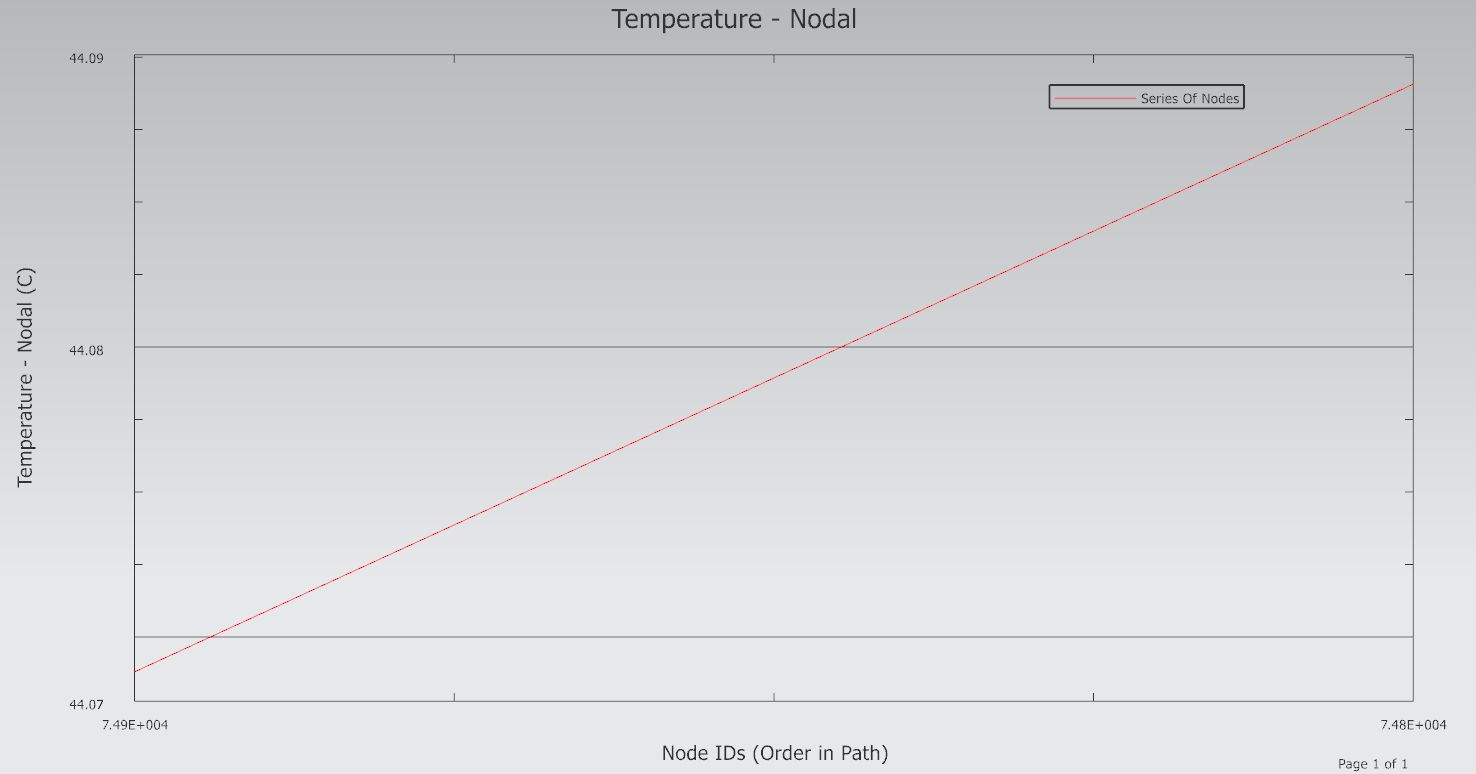 Temperature - Nodal
44.09
Series Of Nodes
Temperature - Nodal (C)
44.08
44.07
7.49E+004
7.48E+004
Node IDs (Order in Path)
Page 1 of 1